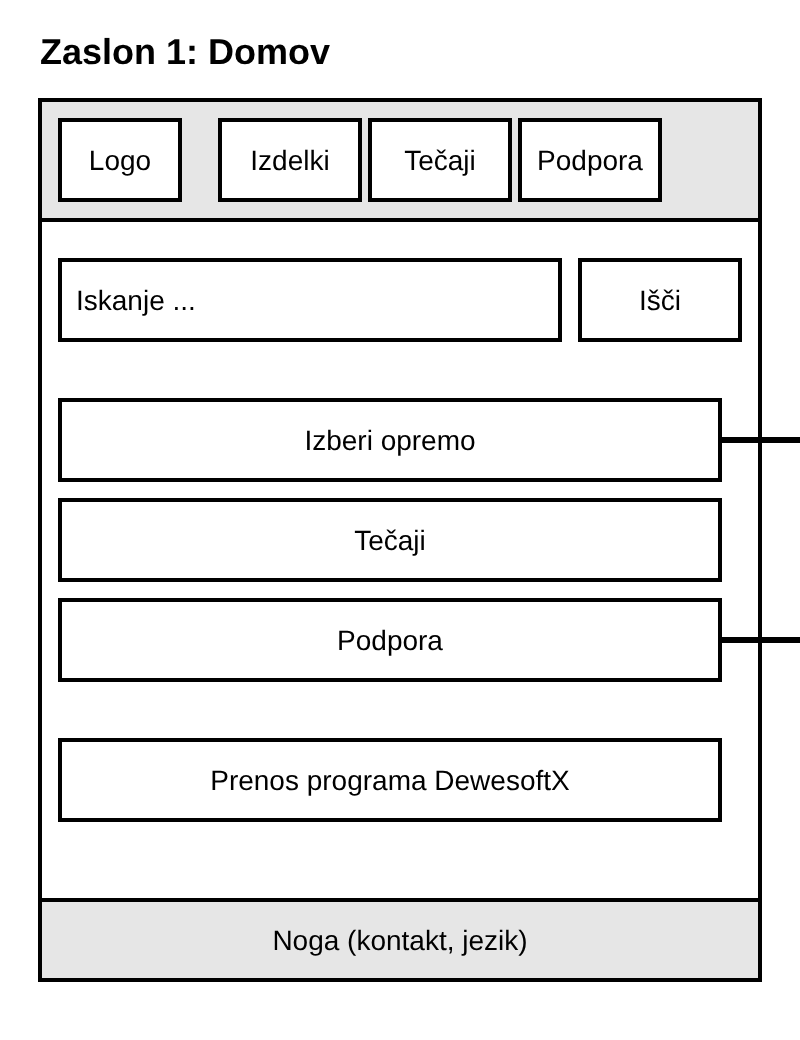 Zaslon 1: Domov
Logo
Izdelki
Tečaji
Podpora
Iskanje ...
Išči
Izberi opremo
Tečaji
Podpora
Prenos programa DewesoftX
Noga (kontakt, jezik)